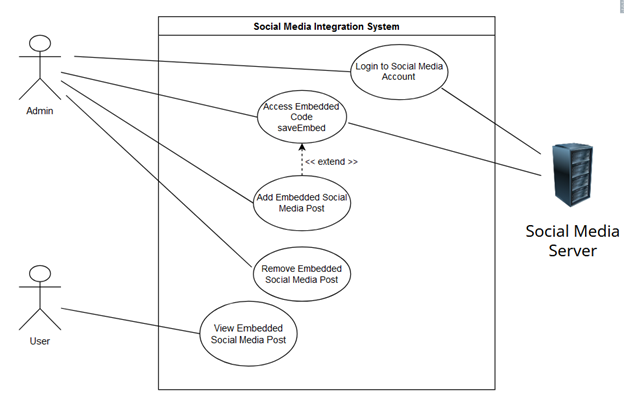 Social Media Integration System
Login to Social Media
Account
Access Embedded
Code
saveEmbed
Admin
<< extend >>
Add Embedded Social
Media Post
Social Media
Server
Remove Embedded
Social Media Post
View Embedded
Social Media Post
User